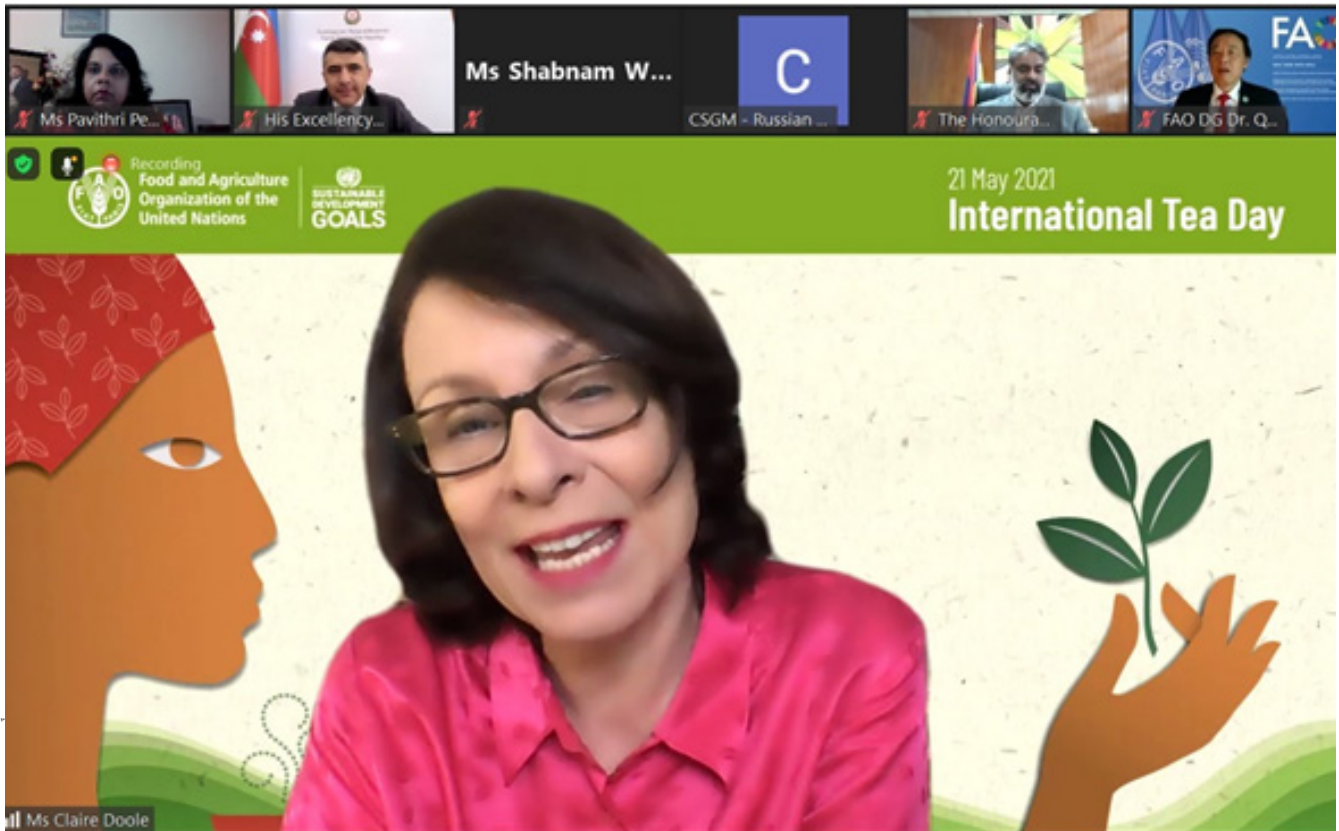 Ms Pavithri Pe...
His Excellency...
Ms Shabnam W...
C
CSGM - Russian ...
The Honoura...
FAO DG Dr. Q...
FAO
Recording
Food and Agriculture
Organization of the
United Nations
SUSTAINABLE
DEVELOPMENT
GOALS
21 May 2021
International Tea Day
Ms Claire Doole